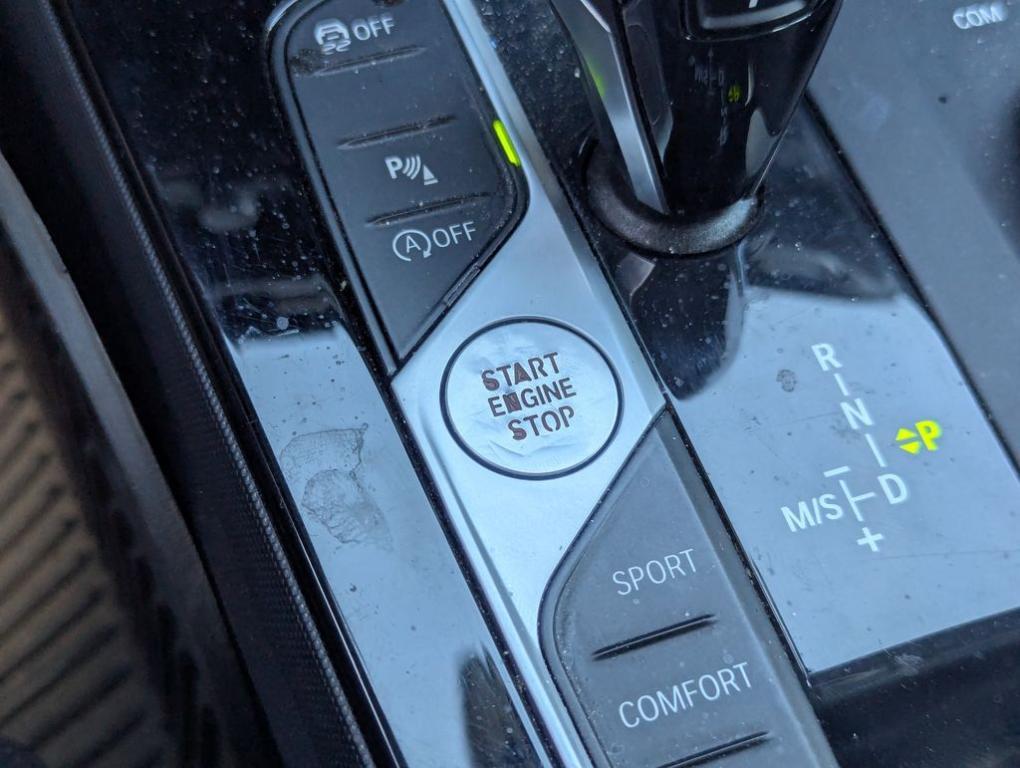 OFF
COM
P
A OFF
START
ENGINE
STOP
R
N
P
M/S D
+
SPORT
COMFORT